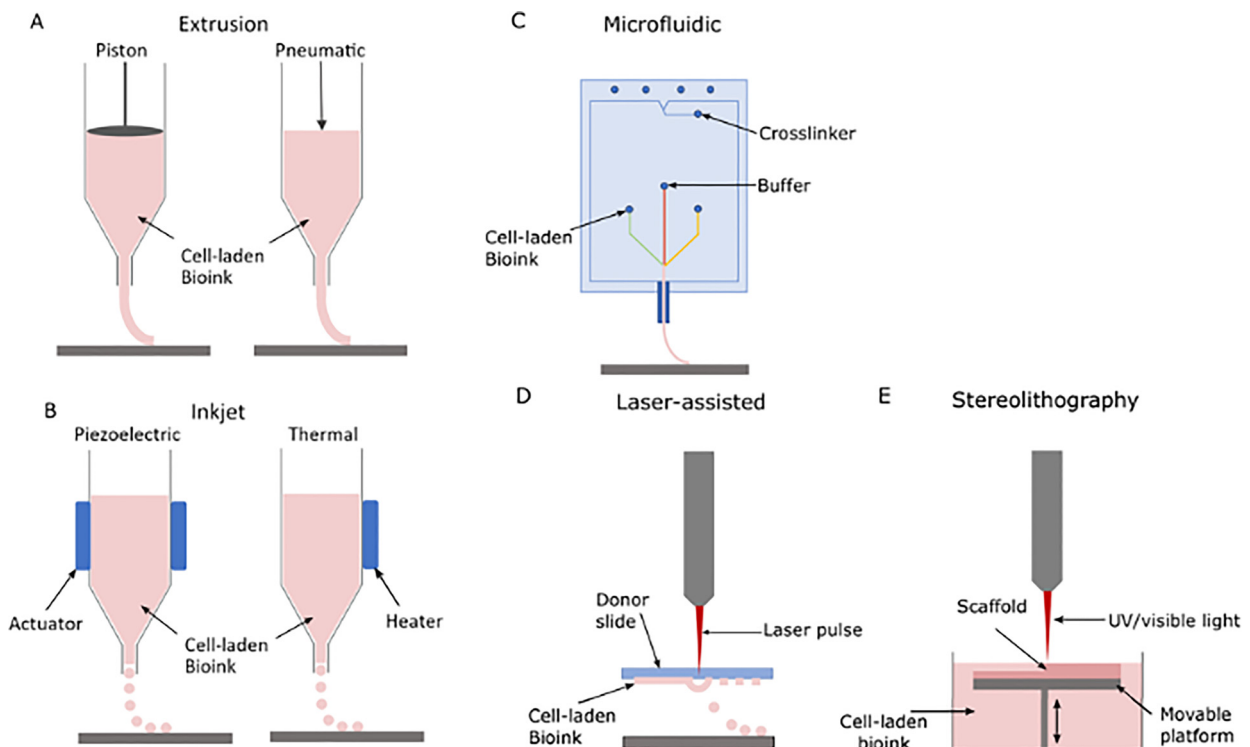 A
Extrusion
Piston
Pneumatic
Cell-laden
Bioink
C
Microfluidic
Crosslinker
Buffer
Cell-laden
Bioink
B
Inkjet
Piezoelectric
Thermal
Actuator
Cell-laden
Bioink
Heater
D
Laser-assisted
Donor
slide
Laser pulse
Cell-laden
Bioink
E
Stereolithography
Scaffold
UV/visible light
Cell-laden
bioink
Movable
platform